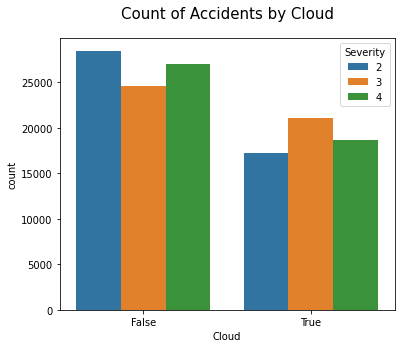 Count of Accidents by Cloud
Severity
2
3
4
count
25000
20000
15000
10000
5000
0
False
True
Cloud